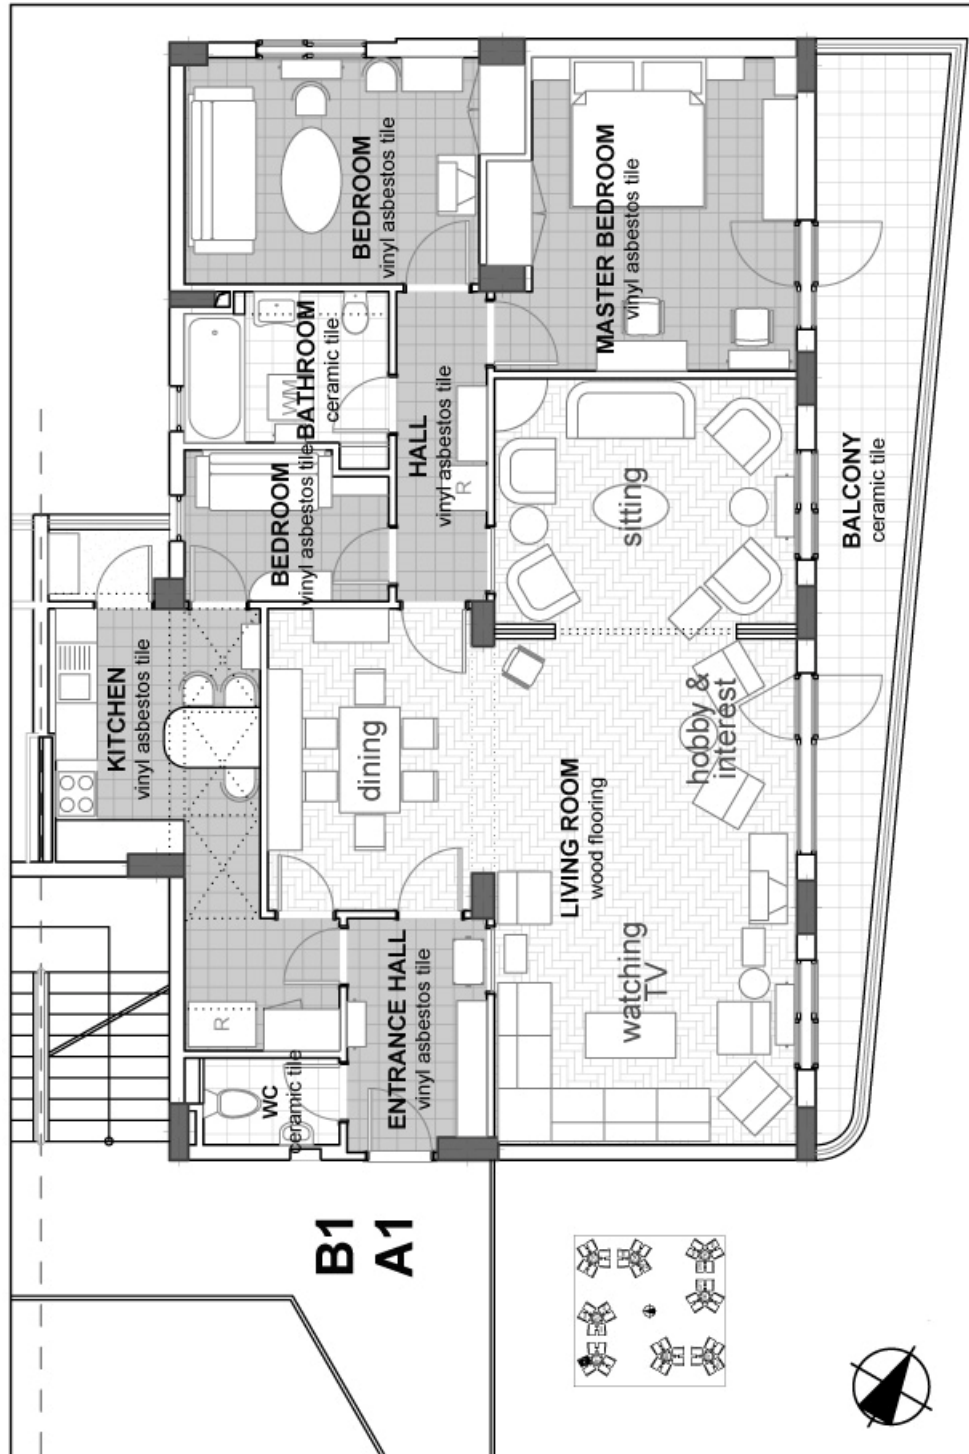 BEDROOM
vinyl asbestos tile
MASTER BEDROOM
vinyl asbestos tile
BATHROOM
ceramic tile
WM
HALL
vinyl asbestos tile
R
BEDROOM
vinyl asbestos tile
sitting
BALCONY
ceramic tile
KITCHEN
vinyl asbestos tile
dining
hobby &
interest
LIVING ROOM
wood flooring
watching
TV
ENTRANCE HALL
vinyl asbestos tile
R
WC
ceramic tile
B1
A1